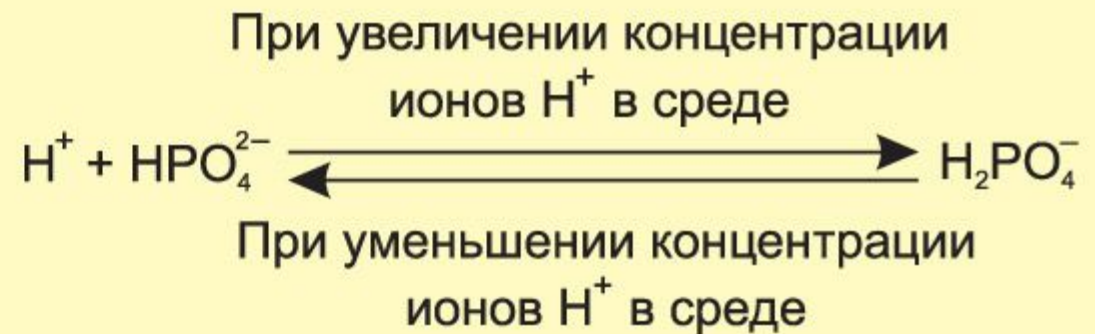 При увеличении концентрации
ионов H⁺ в среде
H⁺ + HPO₄²⁻ ⇄ H₂PO₄⁻
При уменьшении концентрации
ионов H⁺ в среде